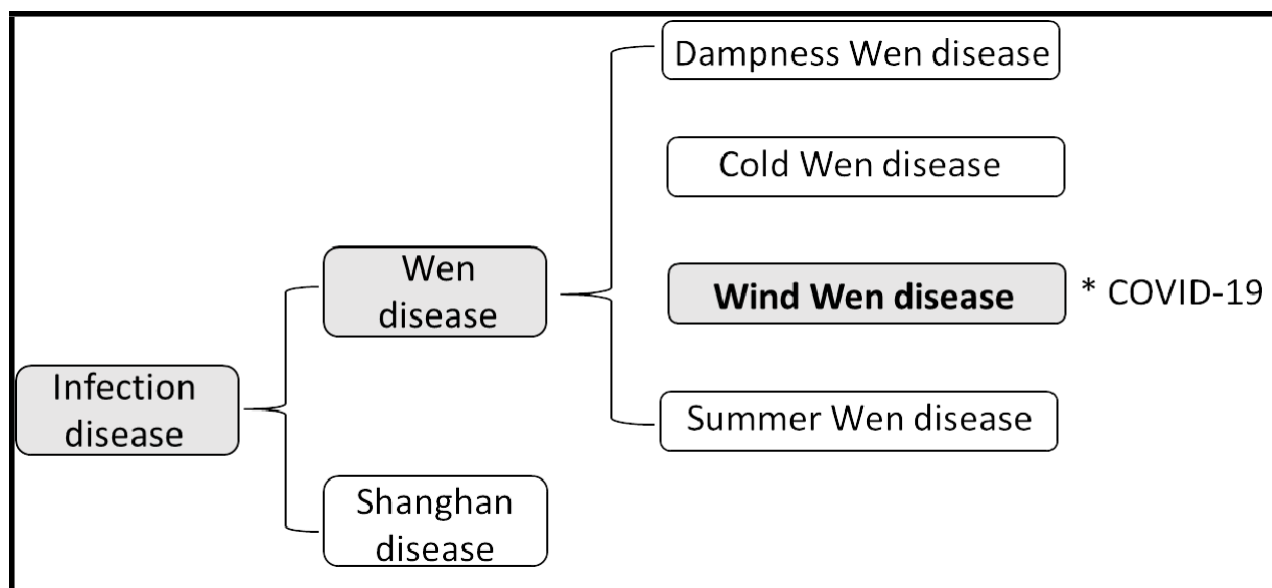 Dampness Wen disease
Cold Wen disease
Wen
disease
Wind Wen disease * COVID-19
Infection
disease
Summer Wen disease
Shanghan
disease